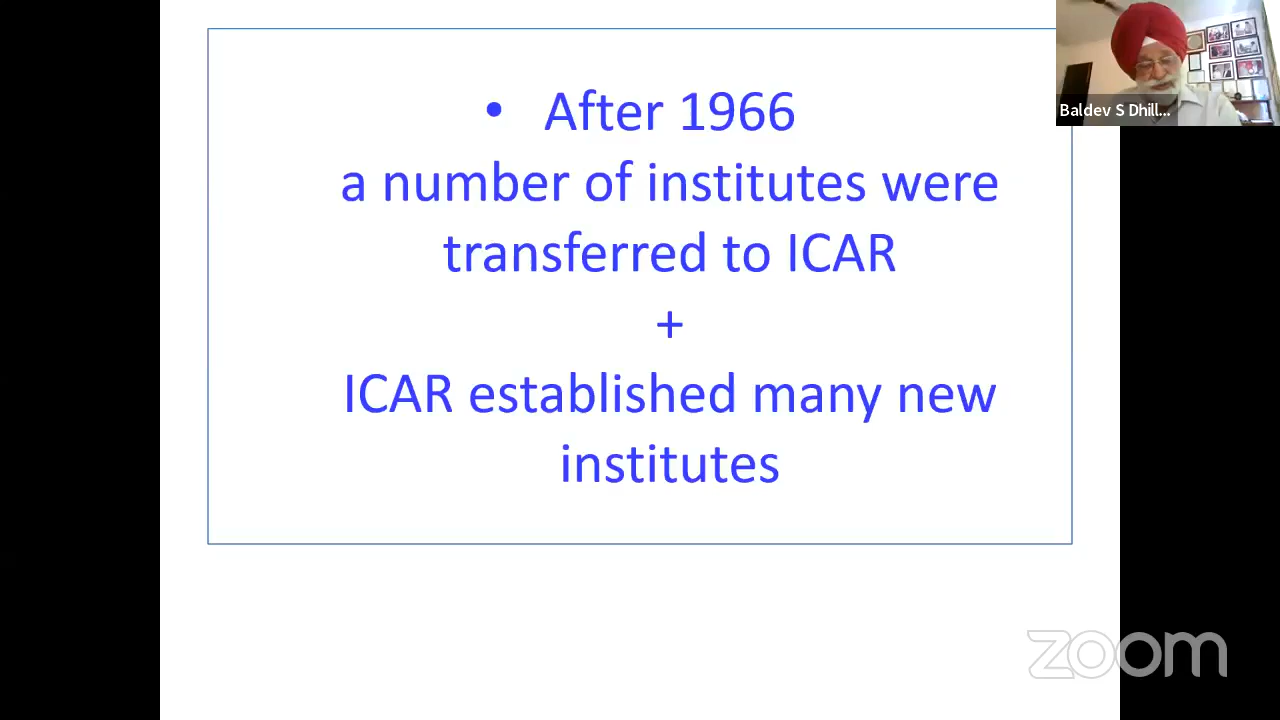 Baldev S Dhill...
• After 1966
a number of institutes were
transferred to ICAR
+
ICAR established many new
institutes
zoom